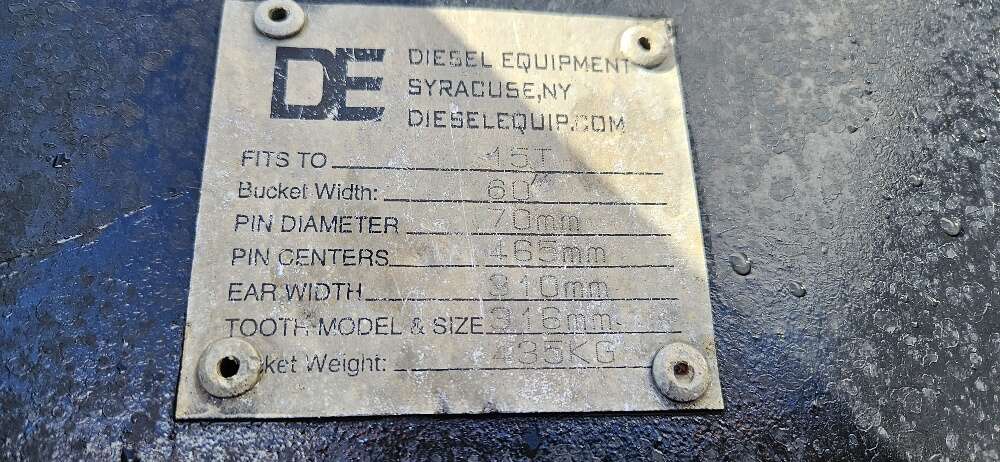 DE
DIESEL EQUIPMENT
SYRACUSE,NY
DIESELEQUIP.COM
FITS TO 15T
Bucket Width: 60"
PIN DIAMETER 70mm
PIN CENTERS 465mm
EAR WIDTH 310mm
TOOTH MODEL & SIZE 318mm
cket Weight: 435KG